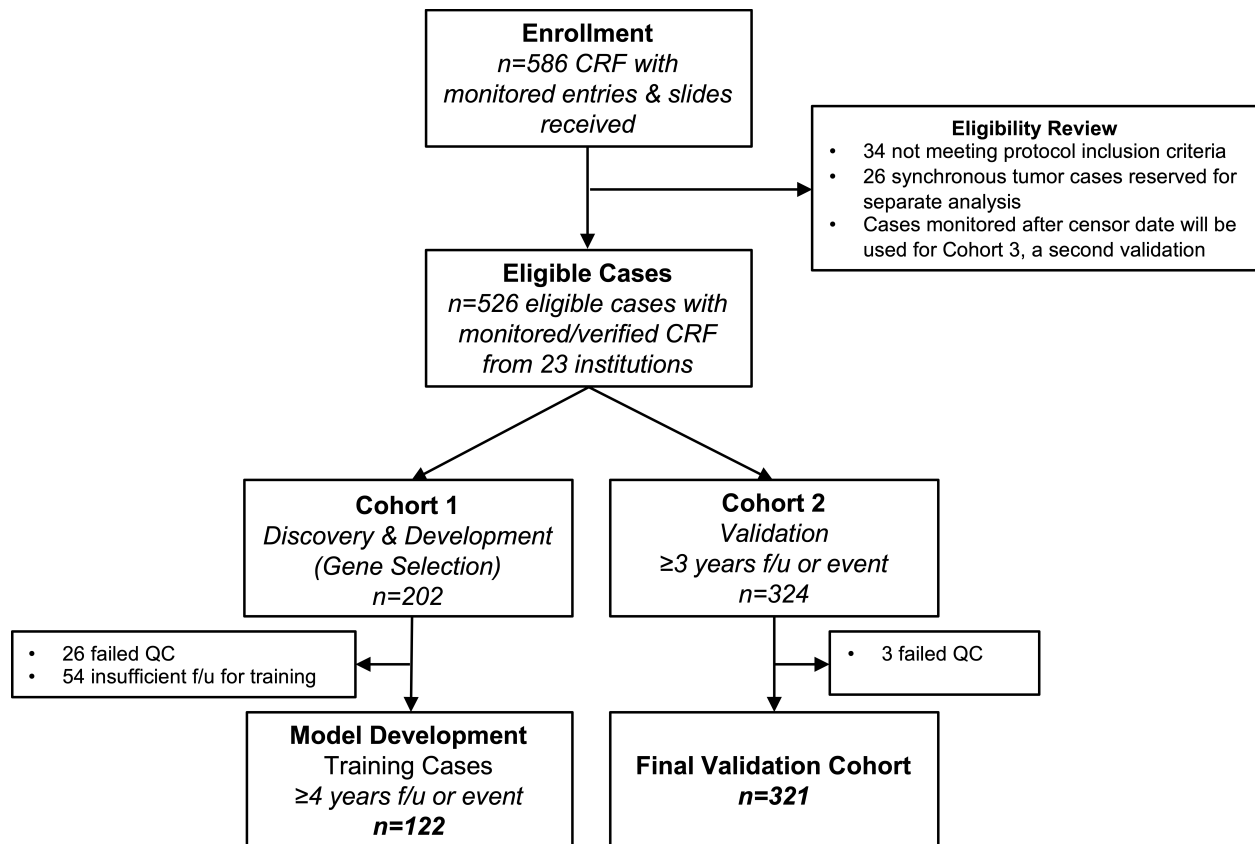 Enrollment
n=586 CRF with
monitored entries & slides
received
Eligibility Review
• 34 not meeting protocol inclusion criteria
• 26 synchronous tumor cases reserved for
separate analysis
• Cases monitored after censor date will be
used for Cohort 3, a second validation
Eligible Cases
n=526 eligible cases with
monitored/verified CRF
from 23 institutions
Cohort 1
Discovery & Development
(Gene Selection)
n=202
Cohort 2
Validation
≥3 years f/u or event
n=324
• 26 failed QC
• 54 insufficient f/u for training
• 3 failed QC
Model Development
Training Cases
≥4 years f/u or event
n=122
Final Validation Cohort
n=321